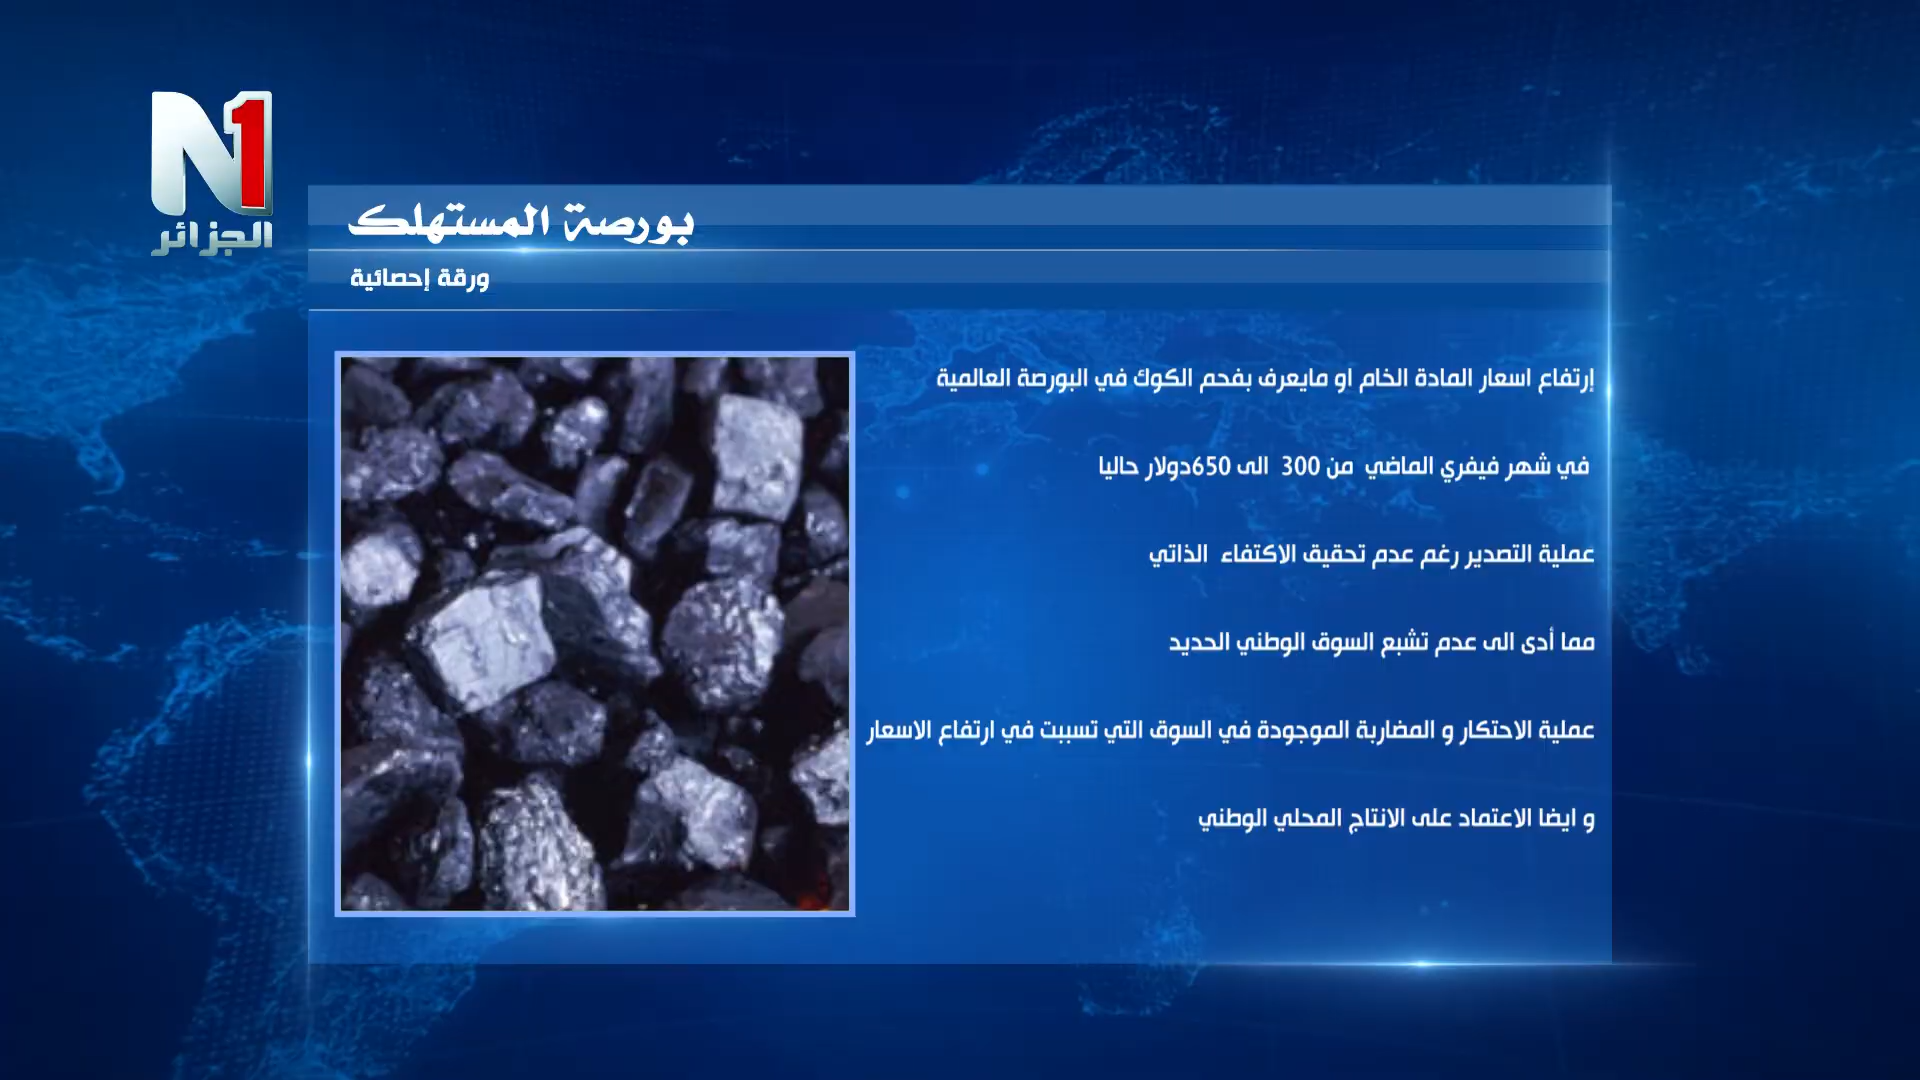 N1
الجزائر
بورصة المستهلك
ورقة إحصائية
إرتفاع اسعار المادة الخام او مايعرف بفحم الكوك في البورصة العالمية
في شهر فيفري الماضي من 300 الى 650دولار حاليا
عملية التصدير رغم عدم تحقيق الاكتفاء الذاتي
مما أدى الى عدم تشبع السوق الوطني الحديد
عملية الاحتكار و المضاربة الموجودة في السوق التي تسببت في ارتفاع الاسعار
و ايضا الاعتماد على الانتاج المحلي الوطني